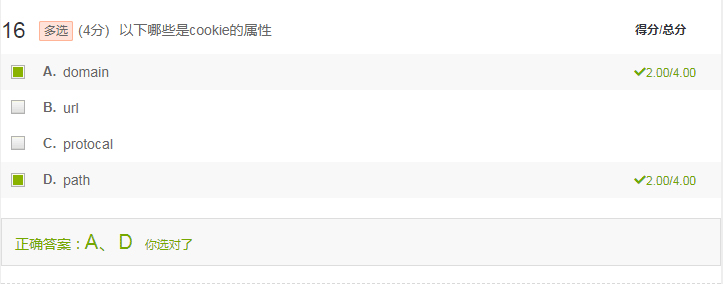 16 多选 (4分) 以下哪些是cookie的属性 得分/总分
A. domain 2.00/4.00
B. url
C. protocal
D. path 2.00/4.00
正确答案：A、D 你选对了